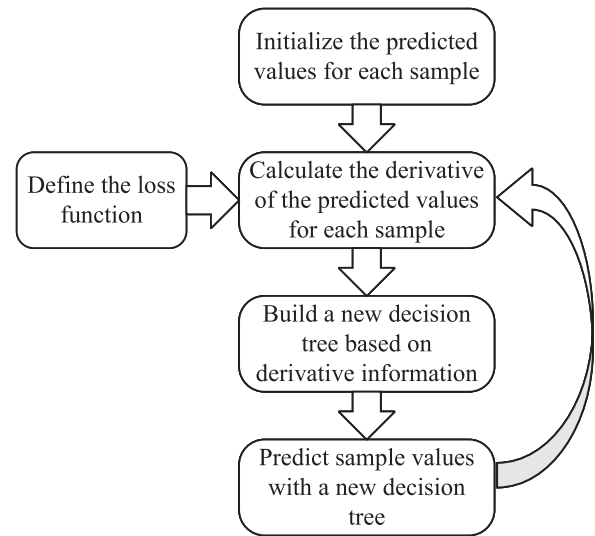 Initialize the predicted
values for each sample
Define the loss
function
Calculate the derivative
of the predicted values
for each sample
Build a new decision
tree based on
derivative information
Predict sample values
with a new decision
tree